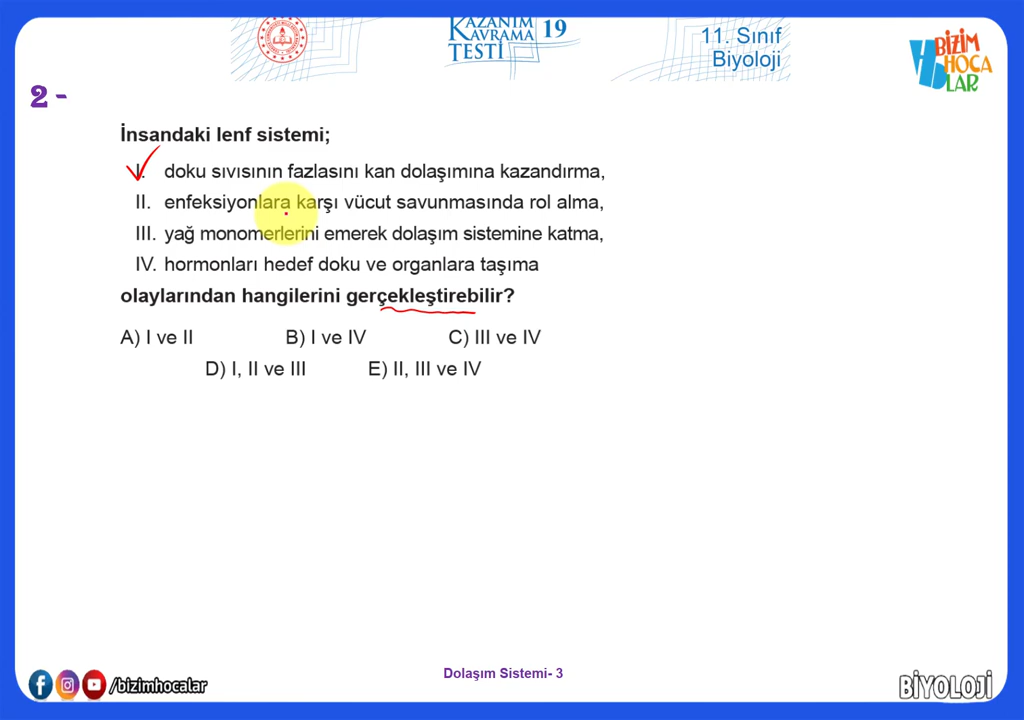 KAZANIM
KAVRAMA 19
TESTİ
11. Sınıf
Biyoloji
BİZİM
HOCA
LAR
2 -
İnsandaki lenf sistemi;
I. doku sıvısının fazlasını kan dolaşımına kazandırma,
II. enfeksiyonlara karşı vücut savunmasında rol alma,
III. yağ monomerlerini emerek dolaşım sistemine katma,
IV. hormonları hedef doku ve organlara taşıma
olaylarından hangilerini gerçekleştirebilir?
A) I ve II B) I ve IV C) III ve IV
D) I, II ve III E) II, III ve IV
Dolaşım Sistemi- 3
/bizimhocalar
BİYOLOJİ